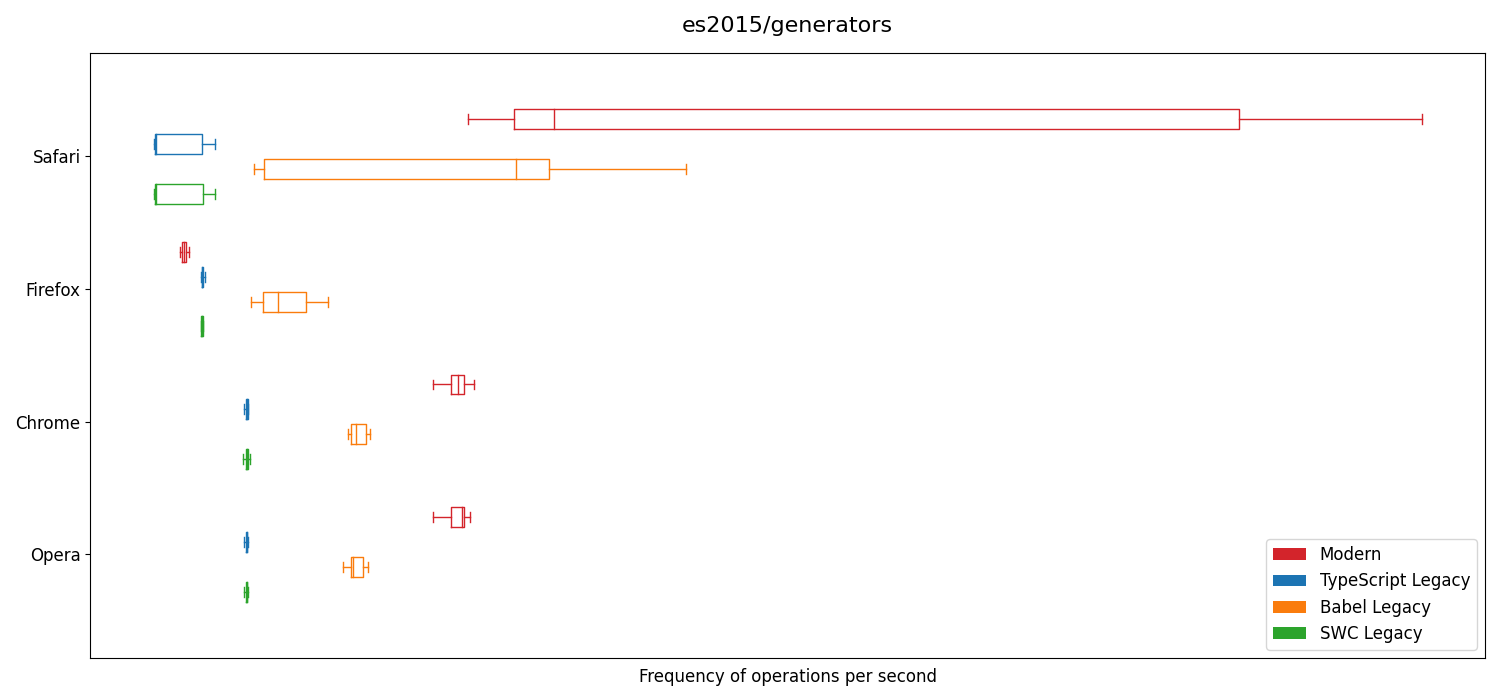 es2015/generators
Safari
Firefox
Chrome
Opera
Modern
TypeScript Legacy
Babel Legacy
SWC Legacy
Frequency of operations per second